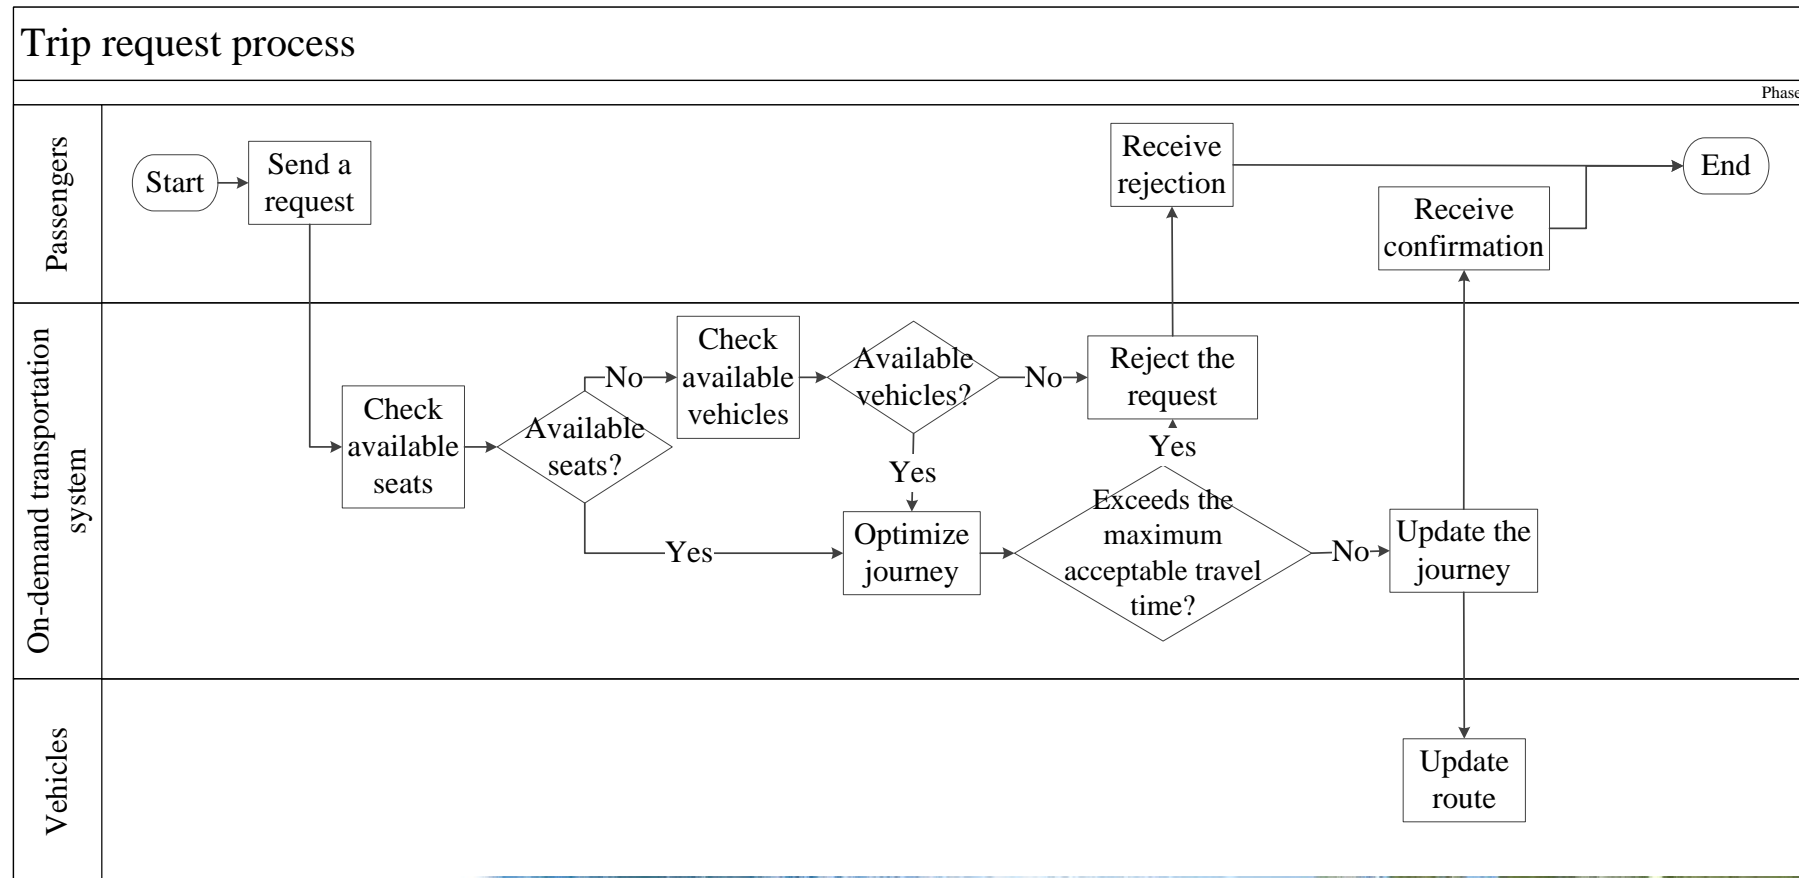 Trip request process
Phase
Passengers
Start
Send a
request
Receive
rejection
Receive
confirmation
End
On-demand transportation
system
Check
available
seats
Available
seats?
No
Check
available
vehicles
Available
vehicles?
No
Reject the
request
Yes
Yes
Yes
Optimize
journey
Exceeds the
maximum
acceptable travel
time?
No
Update the
journey
Vehicles
Update
route